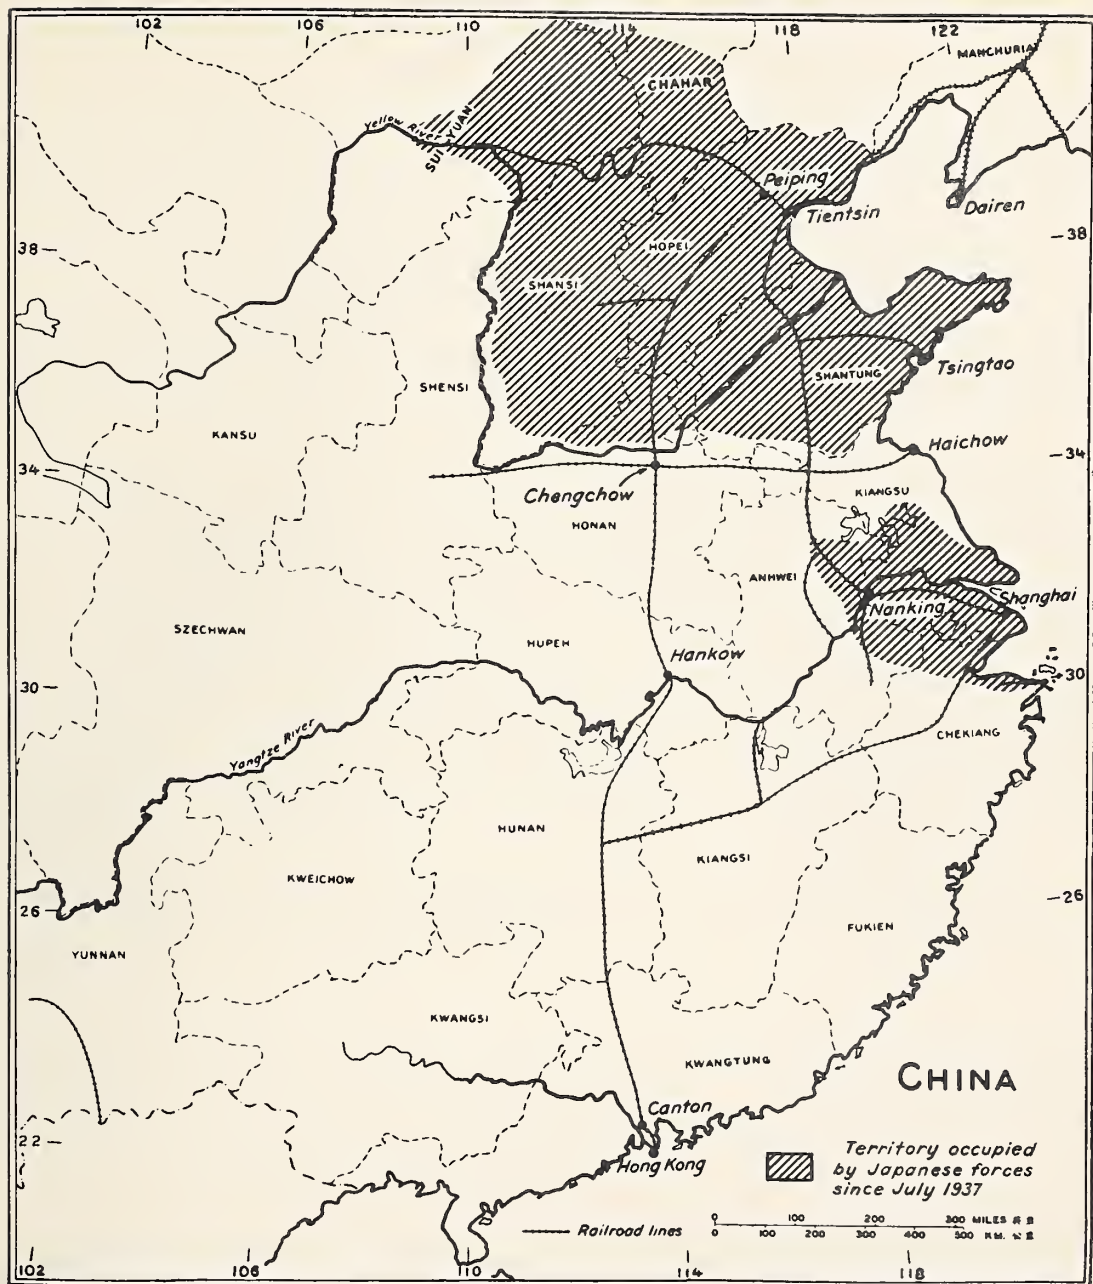 102 106 110 114 118 122
MANCHURIA
CHAHAR
Yellow River
SUIYUAN
Peiping
Tientsin
Dairen
38 38
HOPEI
SHANSI
SHENSI
SHANTUNG
Tsingtao
KANSU
Haichow
34 34
Chengchow
KIANGSU
HONAN
ANHWEI
Nanking
Shanghai
SZECHWAN
HUPEH
Hankow
30 30
Yangtze River
CHEKIANG
HUNAN
KIANGSI
KWEICHOW
26 26
FUKIEN
YUNNAN
KWANGSI
KWANGTUNG
CHINA
Canton
22
Hong Kong
Territory occupied
by Japanese forces
since July 1937
Railroad lines
0 100 200 300 MILES
0 100 200 300 400 500 KM.
102 106 110 114 118